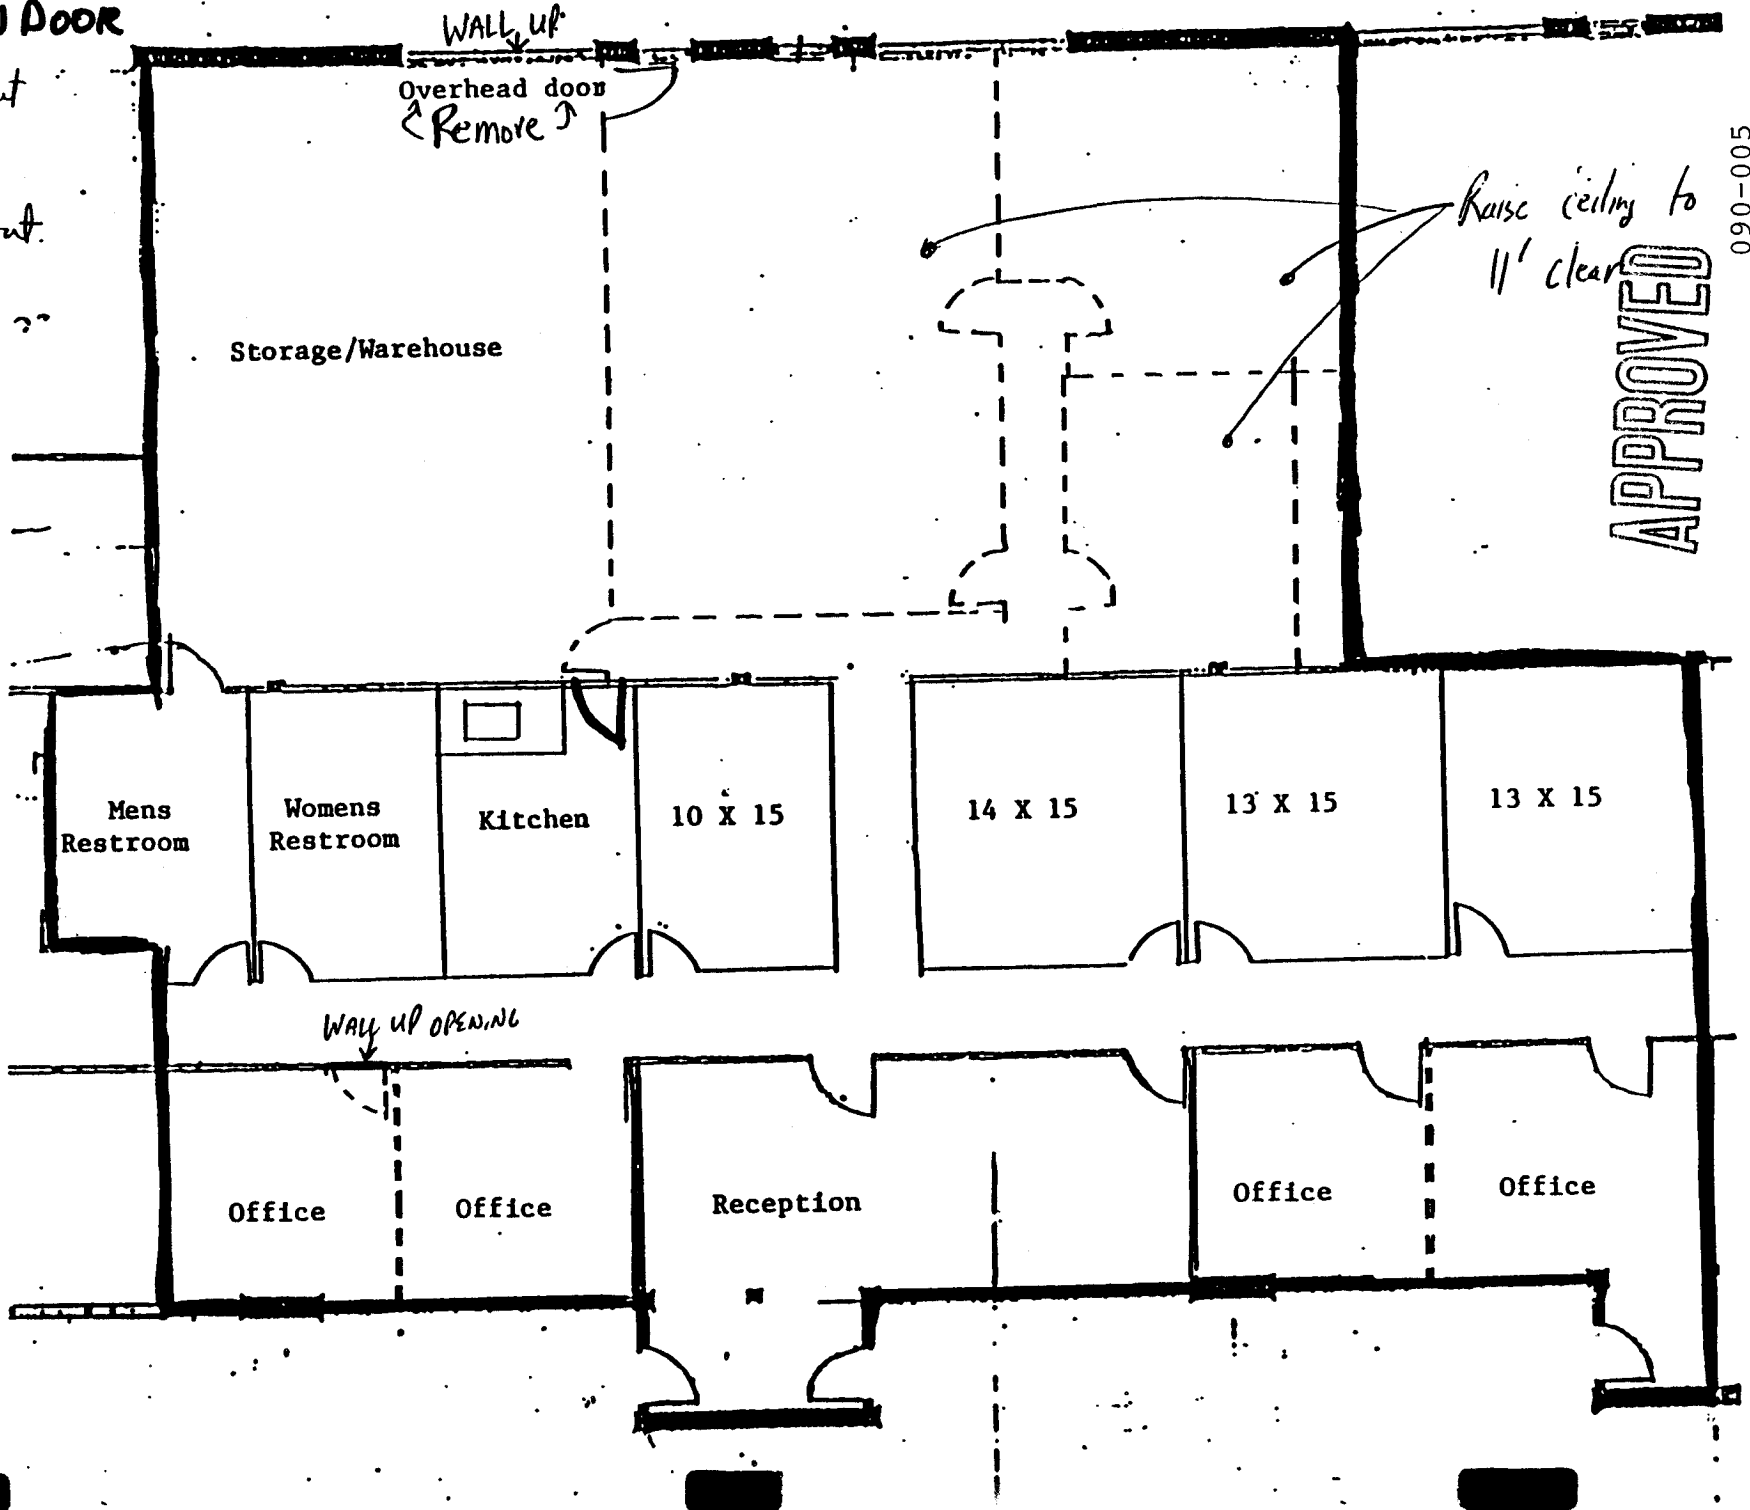 DOOR
WALL UP
Overhead door
Remove
Raise ceiling to
11' clear
APPROVED
090-005
Storage/Warehouse
Mens
Restroom
Womens
Restroom
Kitchen
10 X 15
14 X 15
13 X 15
13 X 15
WALL UP OPENING
Office
Office
Reception
Office
Office